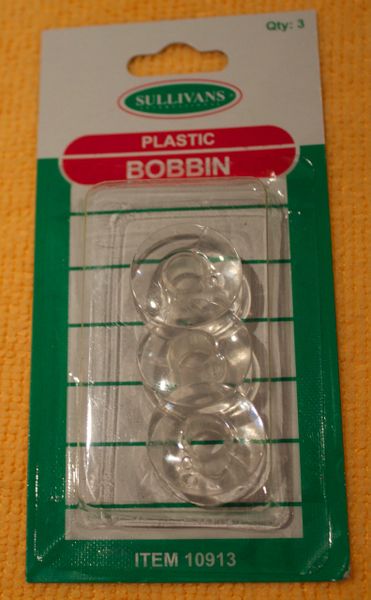 Qty: 3
SULLIVANS
PLASTIC
BOBBIN
ITEM 10913